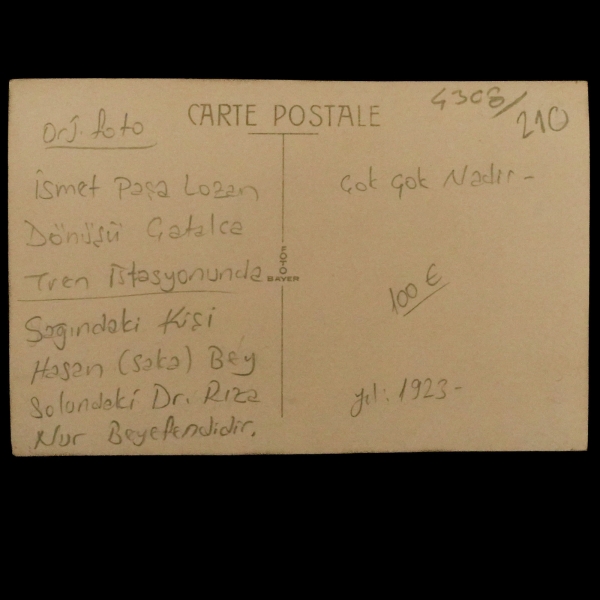 CARTE POSTALE
4308/210
Orj. foto
İsmet Paşa Lozan
Dönüşü Çatalca
Tren İstasyonunda
Sağındaki Kişi
Hasan (Saka) Bey
Solundaki Dr. Rıza
Nur Beyefendidir.
FOTO
BAYER
Çok Çok Nadir -
100 €
yıl: 1923 -